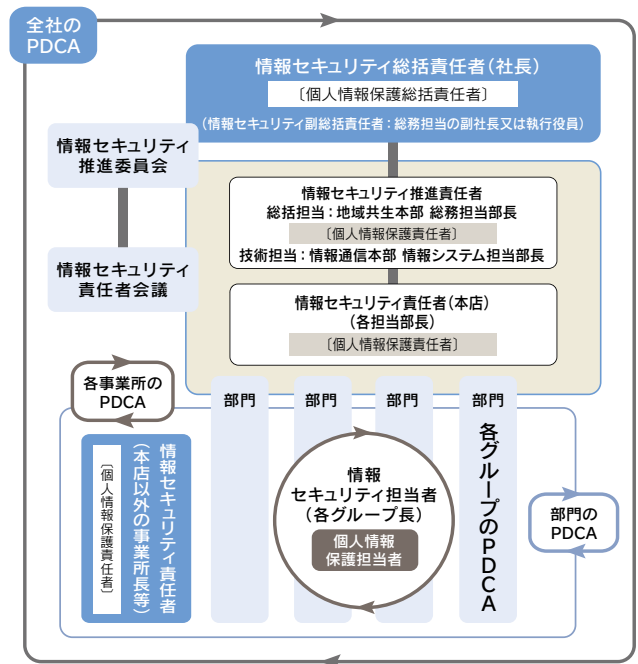 全社の
PDCA
情報セキュリティ総括責任者（社長）
〔個人情報保護総括責任者〕
（情報セキュリティ副総括責任者：総務担当の副社長又は執行役員）
情報セキュリティ
推進委員会
情報セキュリティ
責任者会議
情報セキュリティ推進責任者
総括担当：地域共生本部 総務担当部長
〔個人情報保護責任者〕
技術担当：情報通信本部 情報システム担当部長
情報セキュリティ責任者（本店）
（各担当部長）
〔個人情報保護責任者〕
各事業所の
PDCA
部門
部門
部門
部門
情報セキュリティ責任者
（本店以外の事業所長等）
〔個人情報保護責任者〕
情報
セキュリティ担当者
（各グループ長）
個人情報
保護担当者
各グループのPDCA
部門の
PDCA